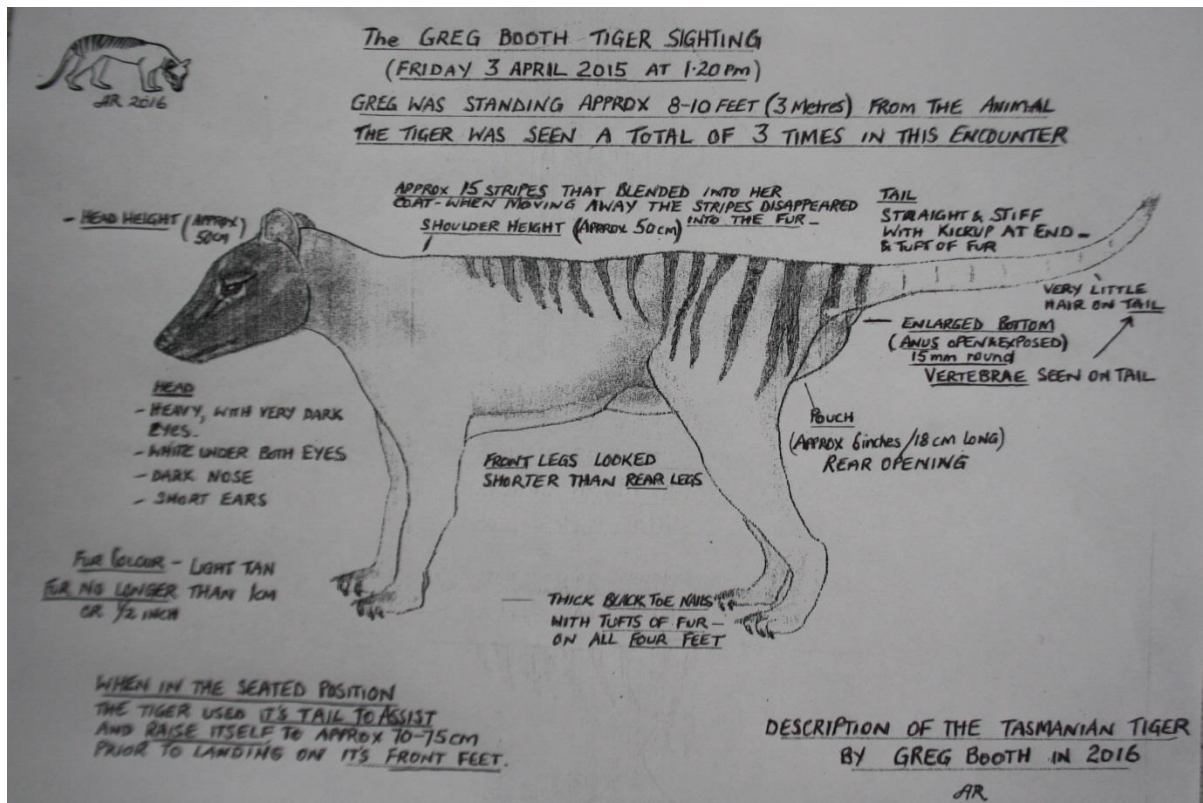 The GREG BOOTH TIGER SIGHTING
(FRIDAY 3 APRIL 2015 AT 1·20 PM)
AR 2016
GREG WAS STANDING APPROX 8-10 FEET (3 Metres) FROM THE ANIMAL
THE TIGER WAS SEEN A TOTAL OF 3 TIMES IN THIS ENCOUNTER
- HEAD HEIGHT (APPROX
50CM)
APPROX 15 STRIPES THAT BLENDED INTO HER
COAT - WHEN MOVING AWAY THE STRIPES DISAPPEARED
INTO THE FUR -
SHOULDER HEIGHT (APPROX 50CM)
TAIL
STRAIGHT & STIFF
WITH KICKUP AT END -
& TUFT OF FUR
VERY LITTLE
HAIR ON TAIL
- ENLARGED BOTTOM
(ANUS OPEN & EXPOSED)
15mm round
VERTEBRAE SEEN ON TAIL
POUCH
(APPROX 6 inches / 18 CM LONG)
REAR OPENING
HEAD
- HEAVY, WITH VERY DARK
EYES.
- WHITE UNDER BOTH EYES
- DARK NOSE
- SHORT EARS
FRONT LEGS LOOKED
SHORTER THAN REAR LEGS
FUR COLOUR - LIGHT TAN
FUR NO LONGER THAN 1CM
OR 1/2 INCH
THICK BLACK TOE NAILS
WITH TUFTS OF FUR -
ON ALL FOUR FEET
WHEN IN THE SEATED POSITION
THE TIGER USED IT'S TAIL TO ASSIST
AND RAISE ITSELF TO APPROX 70-75CM
PRIOR TO LANDING ON IT'S FRONT FEET.
DESCRIPTION OF THE TASMANIAN TIGER
BY GREG BOOTH IN 2016
AR